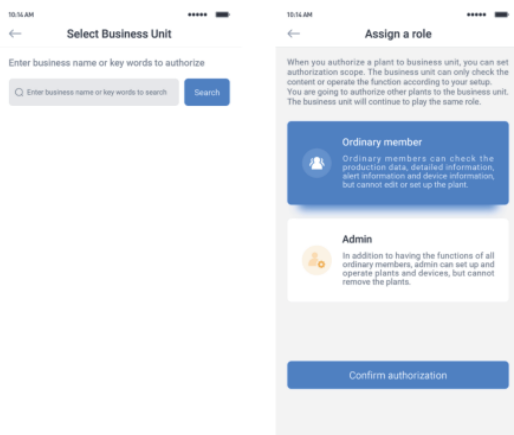 10:14 AM
Select Business Unit
Enter business name or key words to authorize
Enter business name or key words to search
Search
10:14 AM
Assign a role
When you authorize a plant to business unit, you can set
authorization scope. The business unit can only check the
content or operate the function according to your setup.
You are going to authorize other plants to the business unit.
The business unit will continue to play the same role.
Ordinary member
Ordinary members can check the
production data, detailed information,
alert information and device information,
but cannot edit or set up the plant.
Admin
In addition to having the functions of all
ordinary members, admin can set up and
operate plants and devices, but cannot
remove the plants.
Confirm authorization